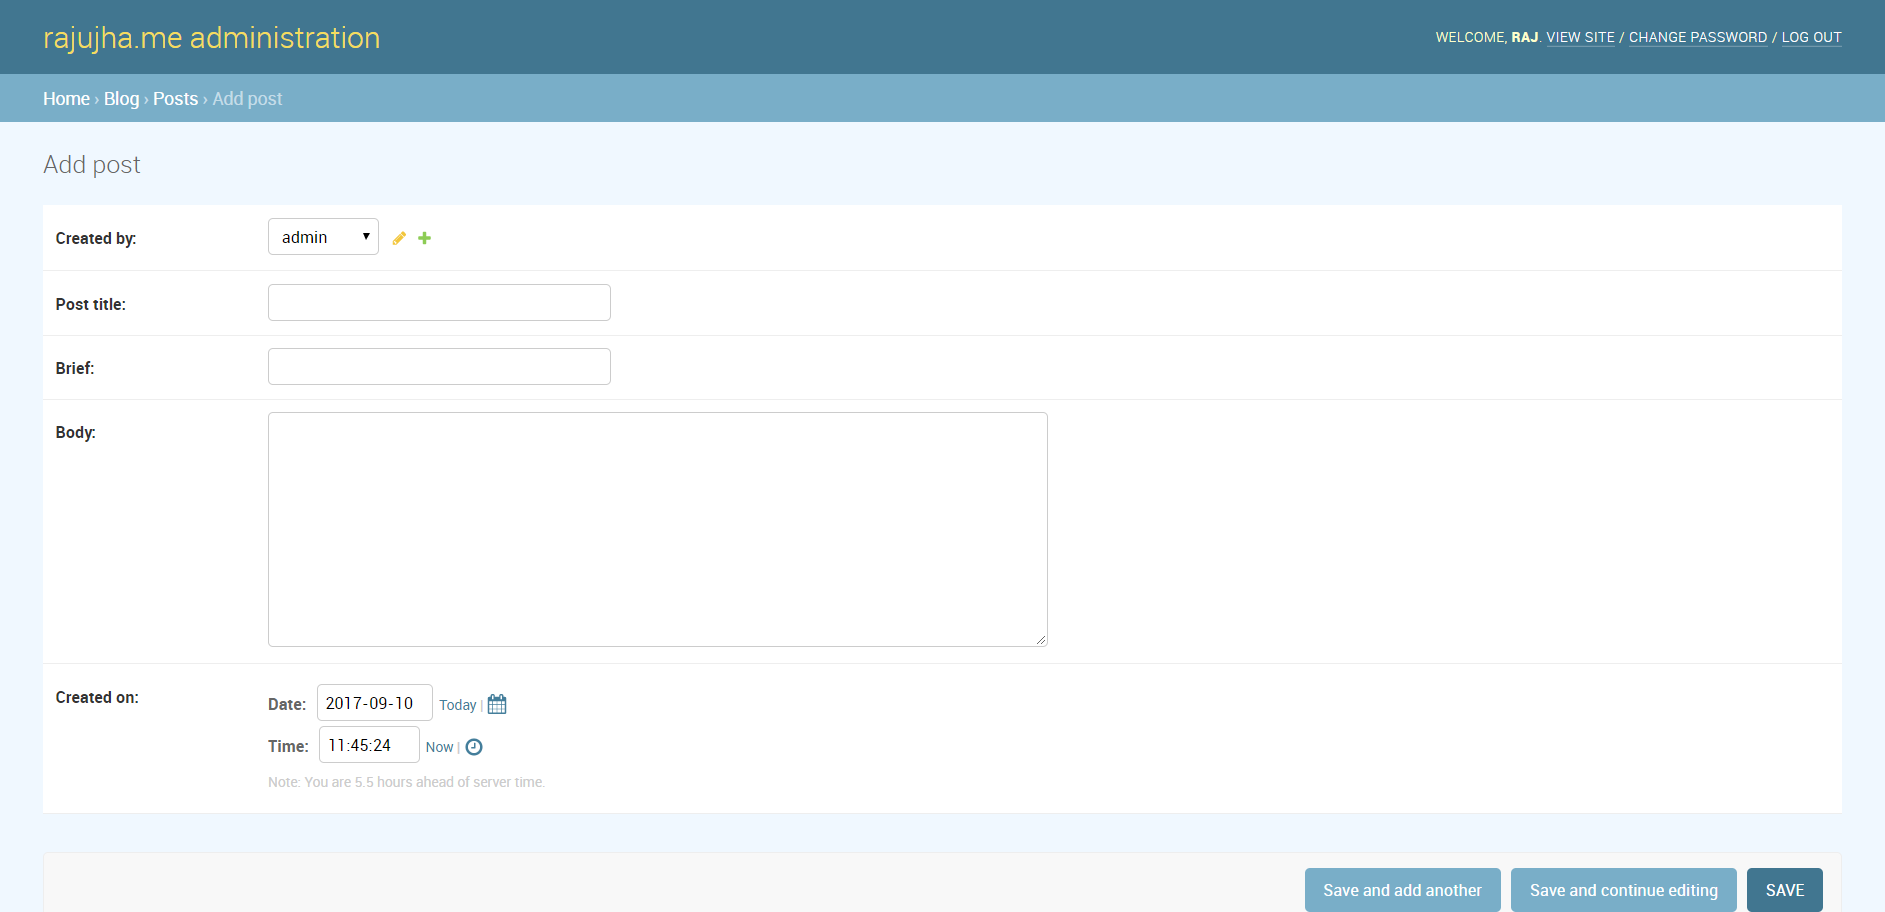 rajujha.me administration
WELCOME, RAJ. VIEW SITE / CHANGE PASSWORD / LOG OUT
Home › Blog › Posts › Add post
Add post
Created by: admin
Post title:
Brief:
Body:
Created on:
Date: 2017-09-10 Today |
Time: 11:45:24 Now |
Note: You are 5.5 hours ahead of server time.
Save and add another Save and continue editing SAVE